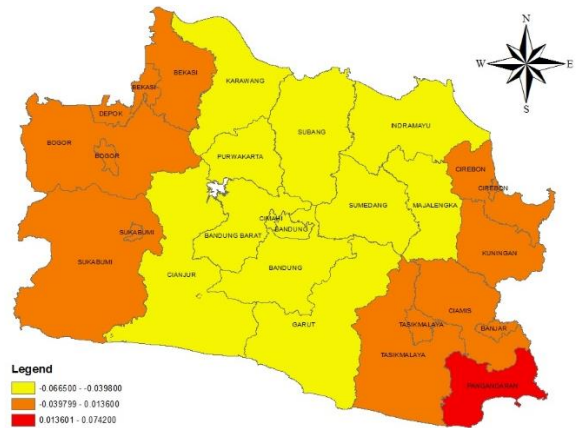 N
W E
S
BEKASI
KARAWANG
BEKASI
DEPOK
SUBANG
INDRAMAYU
BOGOR
BOGOR
PURWAKARTA
CIREBON
CIREBON
SUMEDANG
MAJALENGKA
CIMAHI
SUKABUMI
BANDUNG BARAT
BANDUNG
KUNINGAN
SUKABUMI
CIANJUR
BANDUNG
CIAMIS
GARUT
TASIKMALAYA
BANJAR
TASIKMALAYA
PANGANDARAN
Legend
-0.066500 - -0.039800
-0.039799 - 0.013600
0.013601 - 0.074200